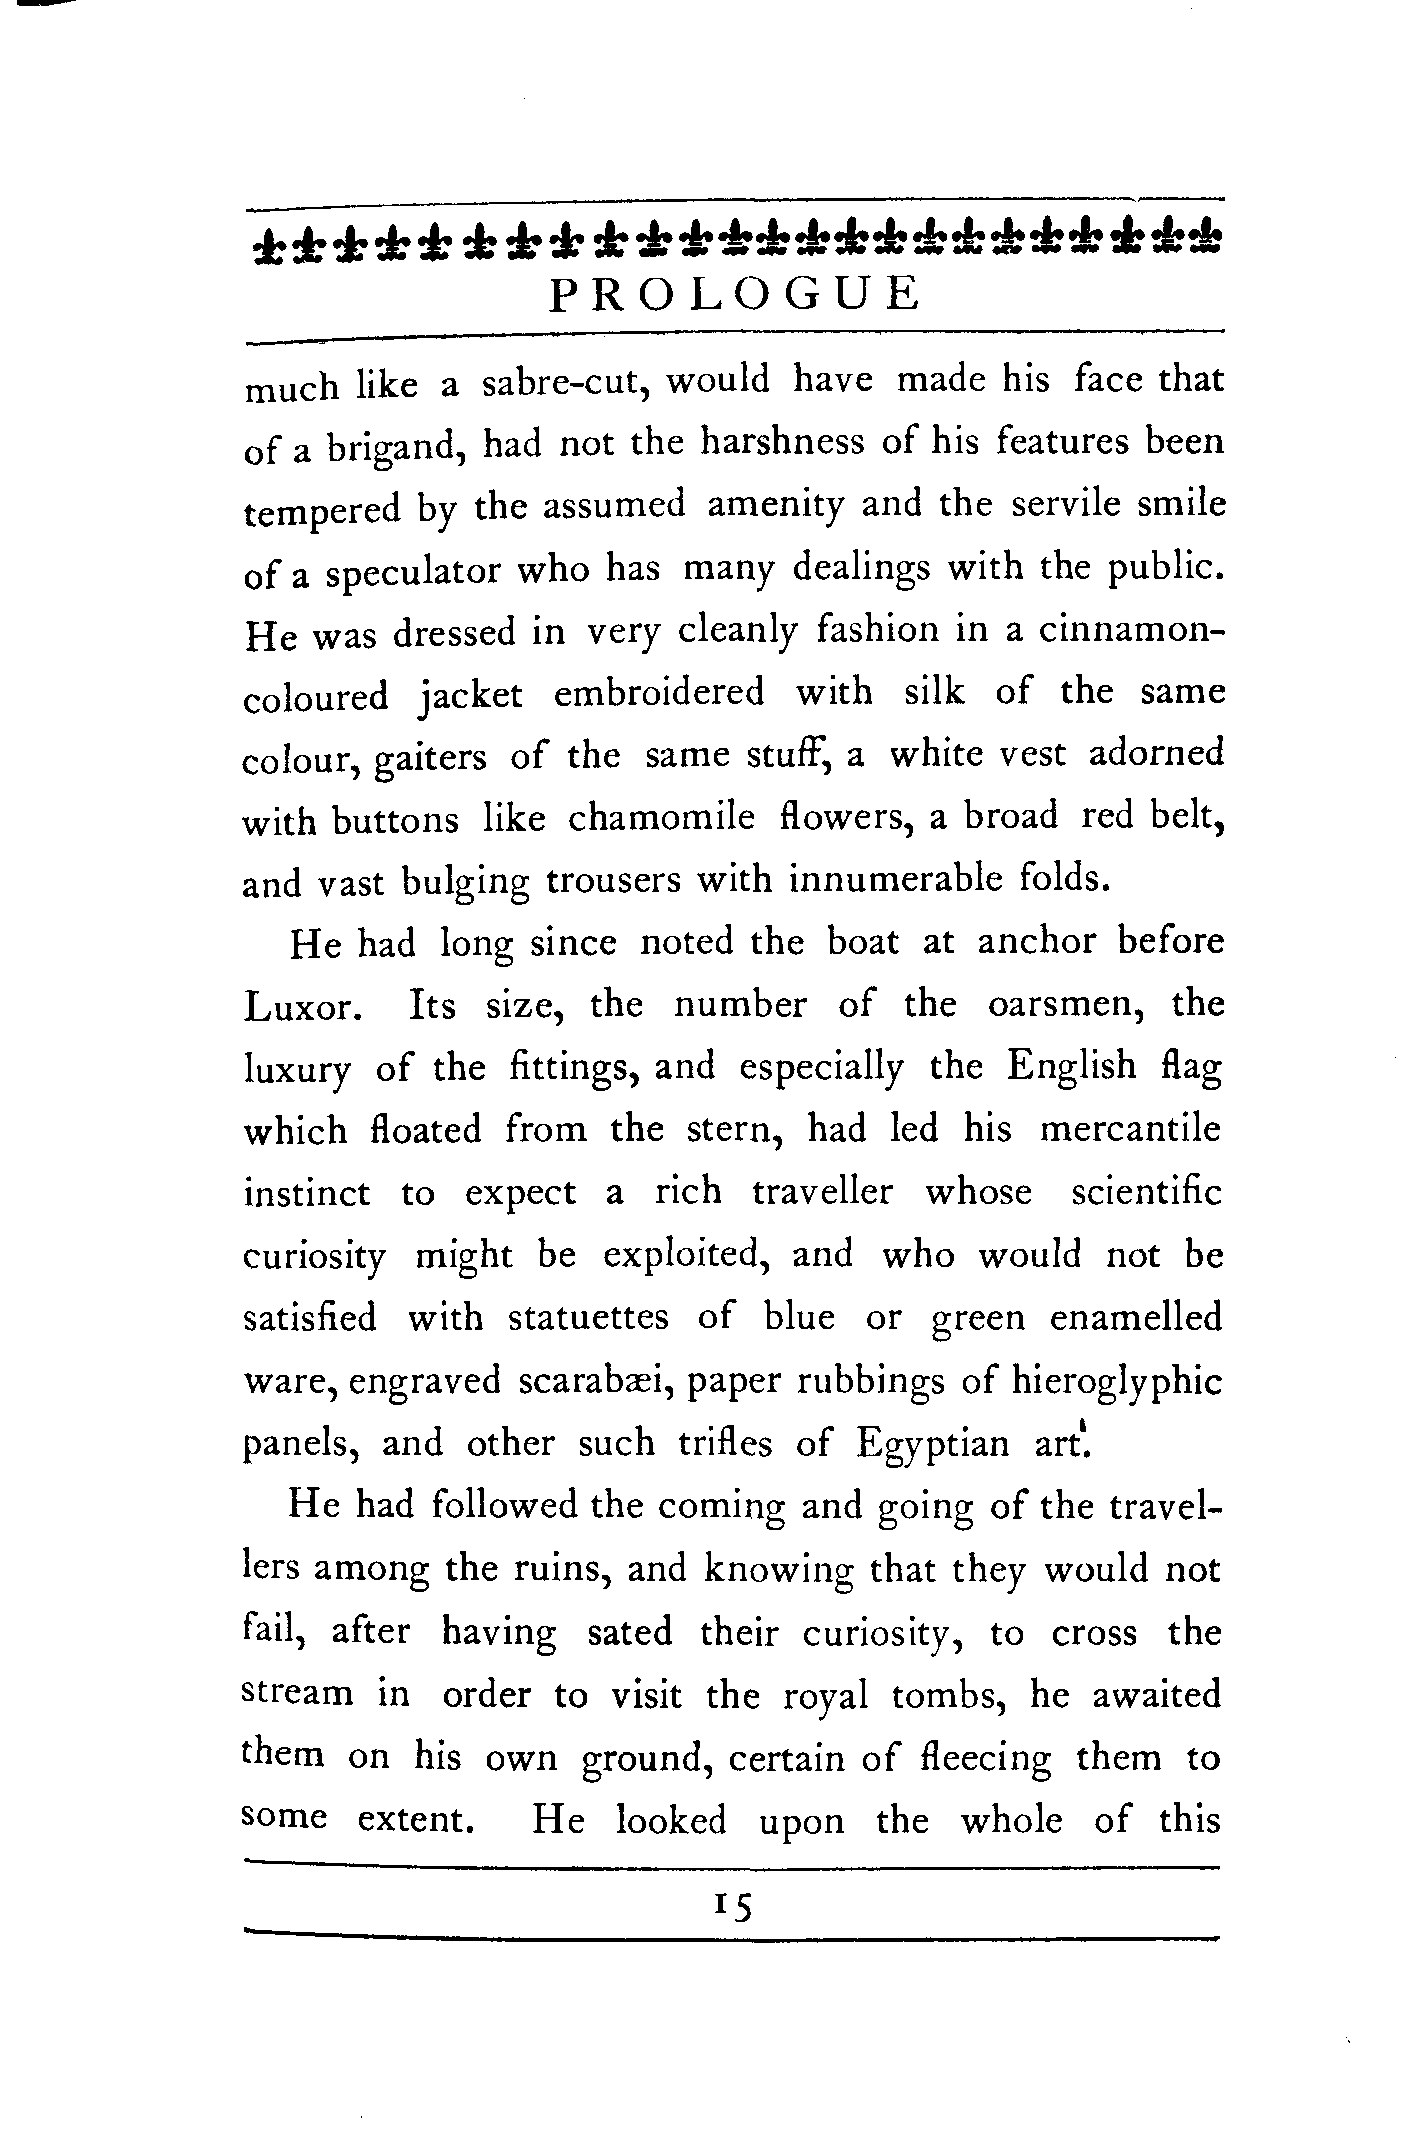 PROLOGUE
much like a sabre-cut, would have made his face that
of a brigand, had not the harshness of his features been
tempered by the assumed amenity and the servile smile
of a speculator who has many dealings with the public.
He was dressed in very cleanly fashion in a cinnamon-
coloured jacket embroidered with silk of the same
colour, gaiters of the same stuff, a white vest adorned
with buttons like chamomile flowers, a broad red belt,
and vast bulging trousers with innumerable folds.
He had long since noted the boat at anchor before
Luxor. Its size, the number of the oarsmen, the
luxury of the fittings, and especially the English flag
which floated from the stern, had led his mercantile
instinct to expect a rich traveller whose scientific
curiosity might be exploited, and who would not be
satisfied with statuettes of blue or green enamelled
ware, engraved scarabæi, paper rubbings of hieroglyphic
panels, and other such trifles of Egyptian art.
He had followed the coming and going of the travel-
lers among the ruins, and knowing that they would not
fail, after having sated their curiosity, to cross the
stream in order to visit the royal tombs, he awaited
them on his own ground, certain of fleecing them to
some extent. He looked upon the whole of this
15